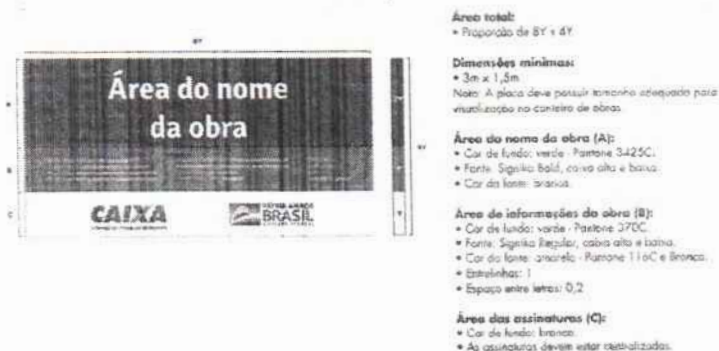 Área do nome
da obra
CAIXA
PÁTRIA AMADA
BRASIL
Área total:
• Proporção de 8Y x 4Y
Dimensões mínimas:
• 3m x 1,5m
Nota: A placa deve possuir tamanho adequado para
visualização no canteiro de obras
Área do nome da obra (A):
• Cor de fundo: verde - Pantone 3425C.
• Fonte: Signika Bold, caixa alta e baixa.
• Cor da fonte: branca.
Área de informações da obra (B):
• Cor de fundo: verde - Pantone 370C.
• Fonte: Signika Regular, caixa alta e baixa.
• Cor da fonte: amarelo - Pantone 116C e Branca.
• Entrelinhas: 1
• Espaço entre letras: 0,2
Área das assinaturas (C):
• Cor de fundo: branca.
• As assinaturas devem estar centralizadas.